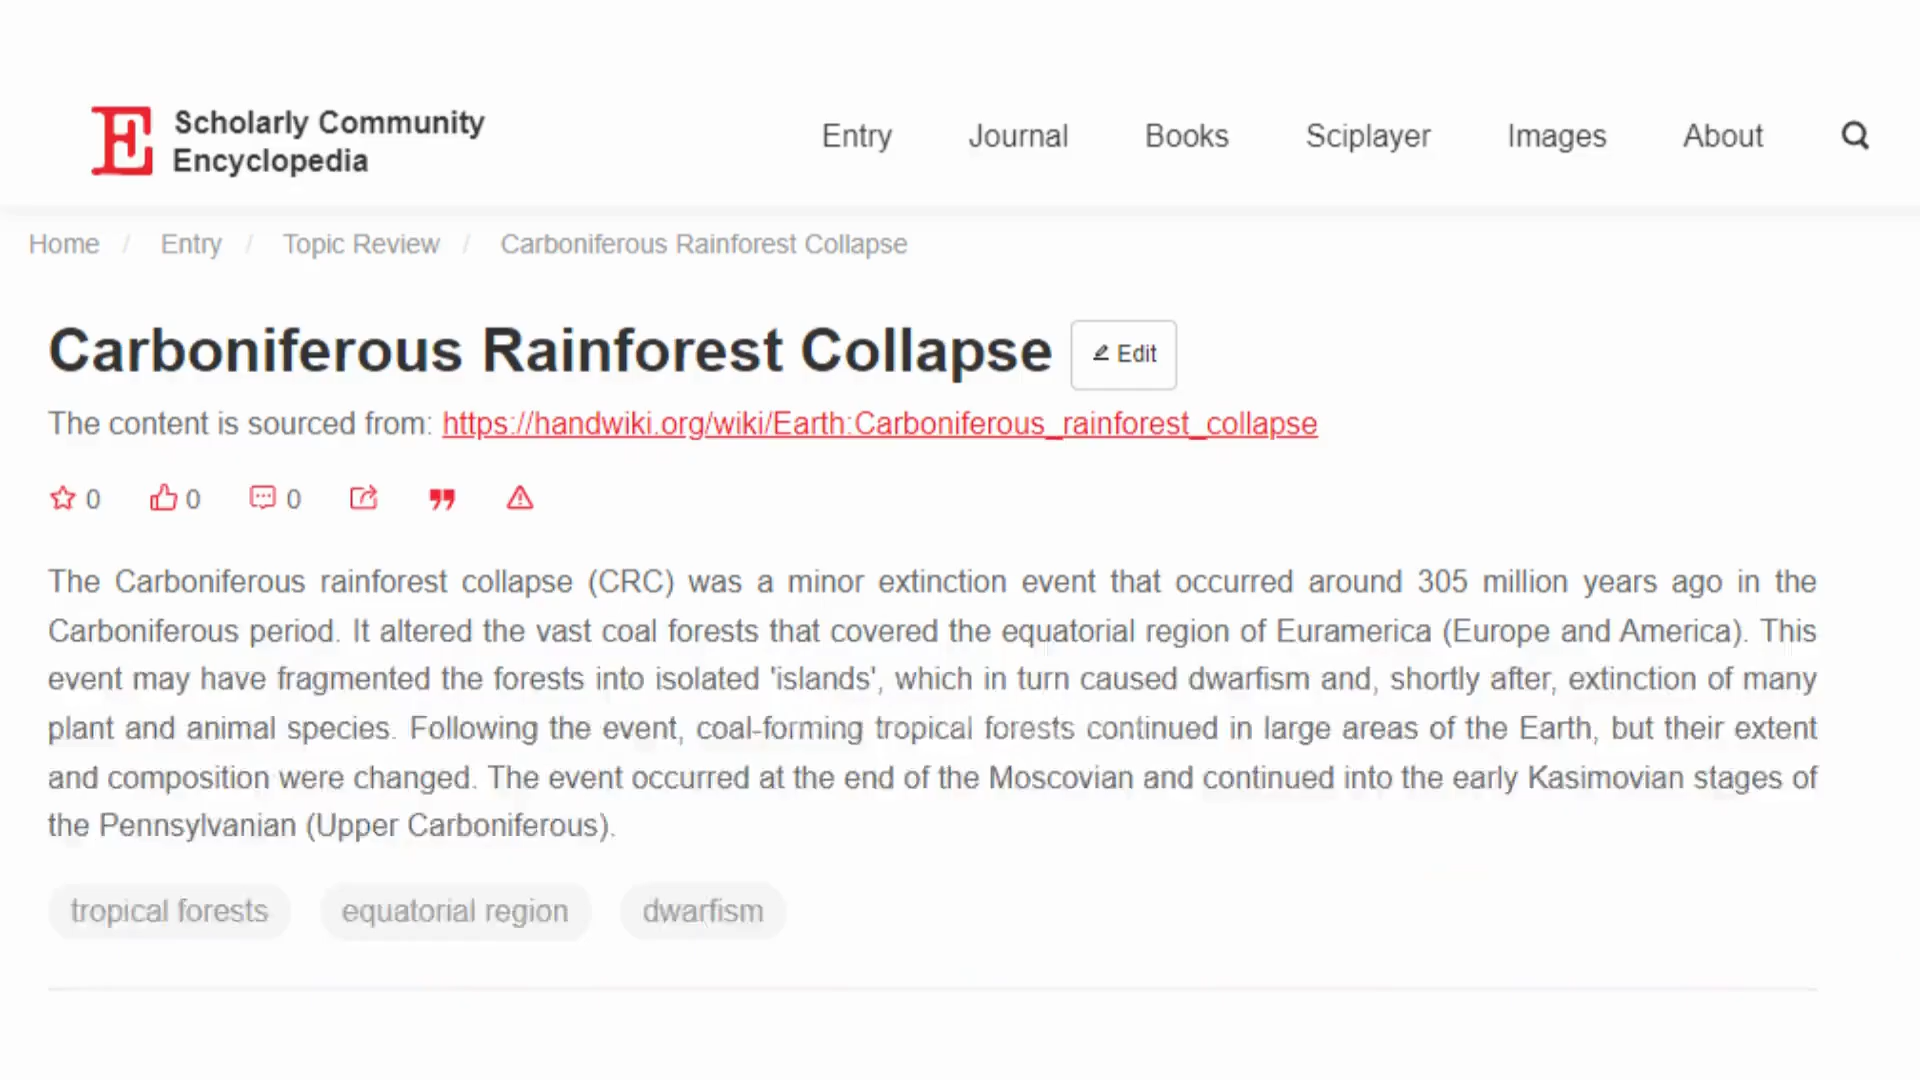 Scholarly Community
Encyclopedia
Entry Journal Books Sciplayer Images About
Home / Entry / Topic Review / Carboniferous Rainforest Collapse
Carboniferous Rainforest Collapse Edit
The content is sourced from: https://handwiki.org/wiki/Earth:Carboniferous_rainforest_collapse
0 0 0
The Carboniferous rainforest collapse (CRC) was a minor extinction event that occurred around 305 million years ago in the
Carboniferous period. It altered the vast coal forests that covered the equatorial region of Euramerica (Europe and America). This
event may have fragmented the forests into isolated 'islands', which in turn caused dwarfism and, shortly after, extinction of many
plant and animal species. Following the event, coal-forming tropical forests continued in large areas of the Earth, but their extent
and composition were changed. The event occurred at the end of the Moscovian and continued into the early Kasimovian stages of
the Pennsylvanian (Upper Carboniferous).
tropical forests equatorial region dwarfism